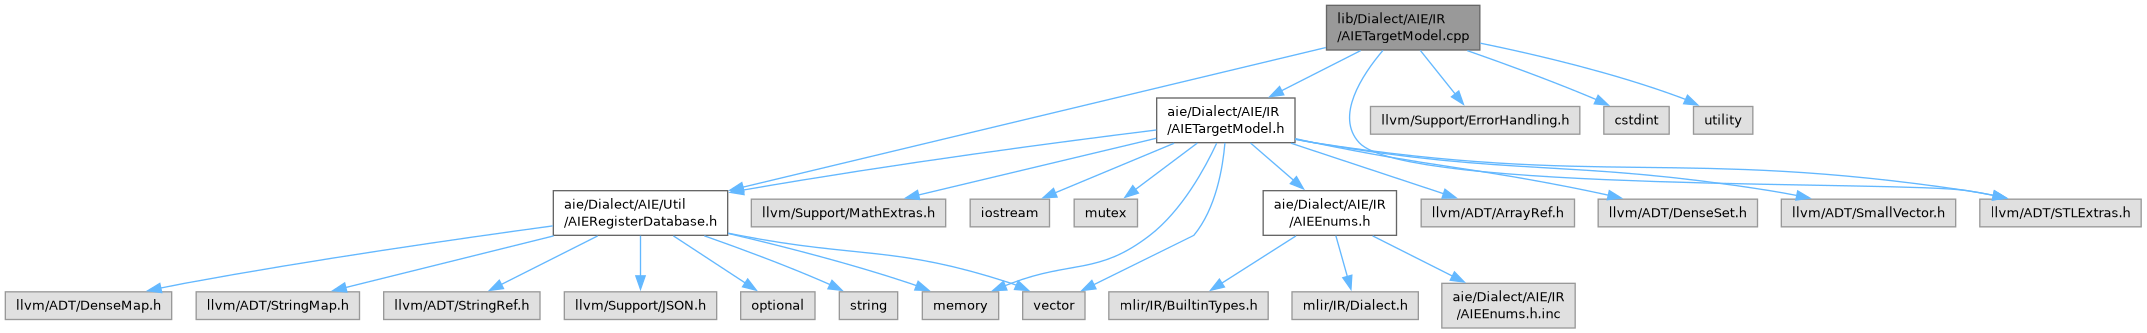 lib/Dialect/AIE/IR
/AIETargetModel.cpp
aie/Dialect/AIE/IR
/AIETargetModel.h
llvm/Support/ErrorHandling.h
cstdint
utility
aie/Dialect/AIE/Util
/AIERegisterDatabase.h
llvm/Support/MathExtras.h
iostream
mutex
aie/Dialect/AIE/IR
/AIEEnums.h
llvm/ADT/ArrayRef.h
llvm/ADT/DenseSet.h
llvm/ADT/SmallVector.h
llvm/ADT/STLExtras.h
llvm/ADT/DenseMap.h
llvm/ADT/StringMap.h
llvm/ADT/StringRef.h
llvm/Support/JSON.h
optional
string
memory
vector
mlir/IR/BuiltinTypes.h
mlir/IR/Dialect.h
aie/Dialect/AIE/IR
/AIEEnums.h.inc